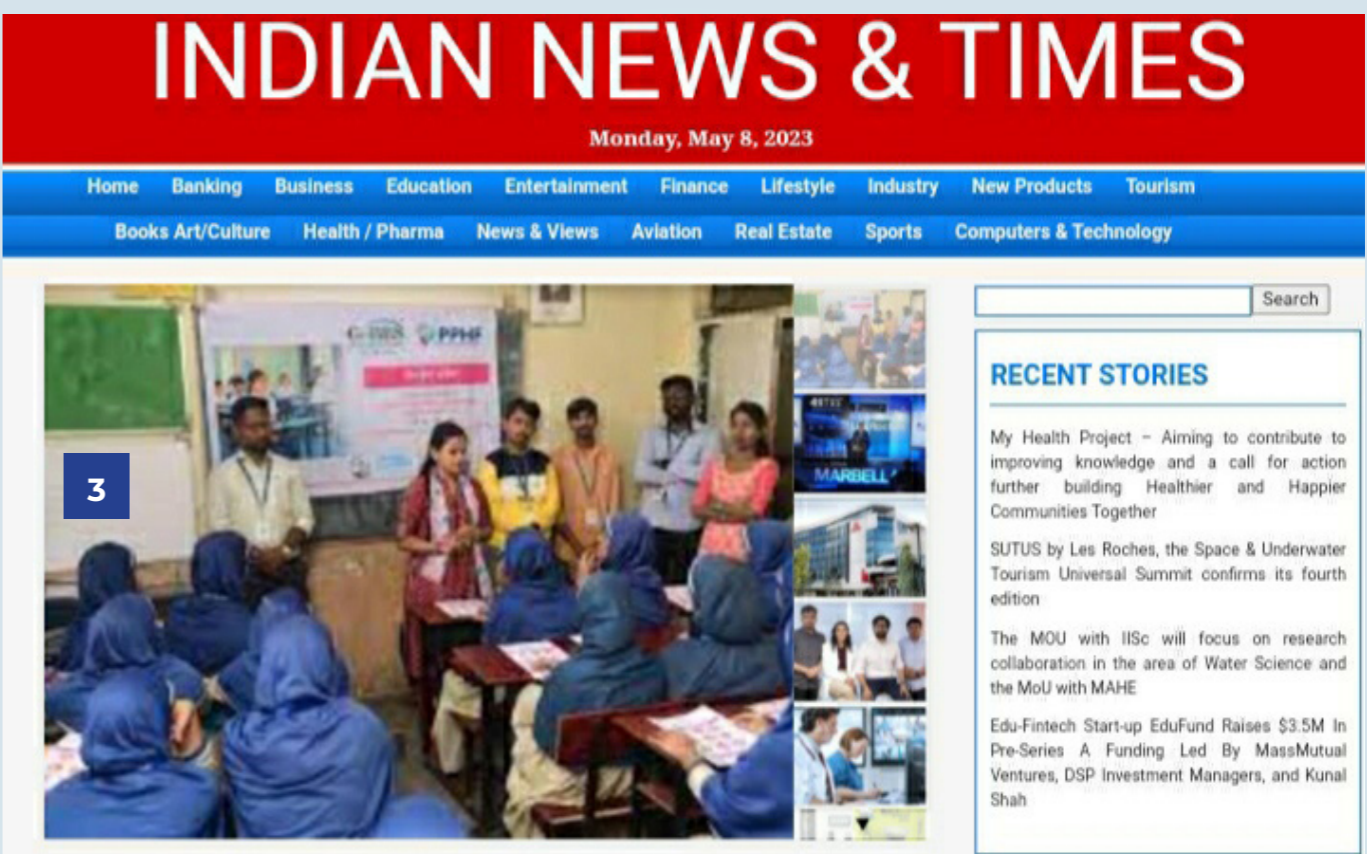 INDIAN NEWS & TIMES
Monday, May 8, 2023
Home Banking Business Education Entertainment Finance Lifestyle Industry New Products Tourism
Books Art/Culture Health / Pharma News & Views Aviation Real Estate Sports Computers & Technology
PPHF
3
MARBELL
Search
RECENT STORIES
My Health Project – Aiming to contribute to
improving knowledge and a call for action
further building Healthier and Happier
Communities Together
SUTUS by Les Roches, the Space & Underwater
Tourism Universal Summit confirms its fourth
edition
The MOU with IISc will focus on research
collaboration in the area of Water Science and
the MoU with MAHE
Edu-Fintech Start-up EduFund Raises $3.5M In
Pre-Series A Funding Led By MassMutual
Ventures, DSP Investment Managers, and Kunal
Shah